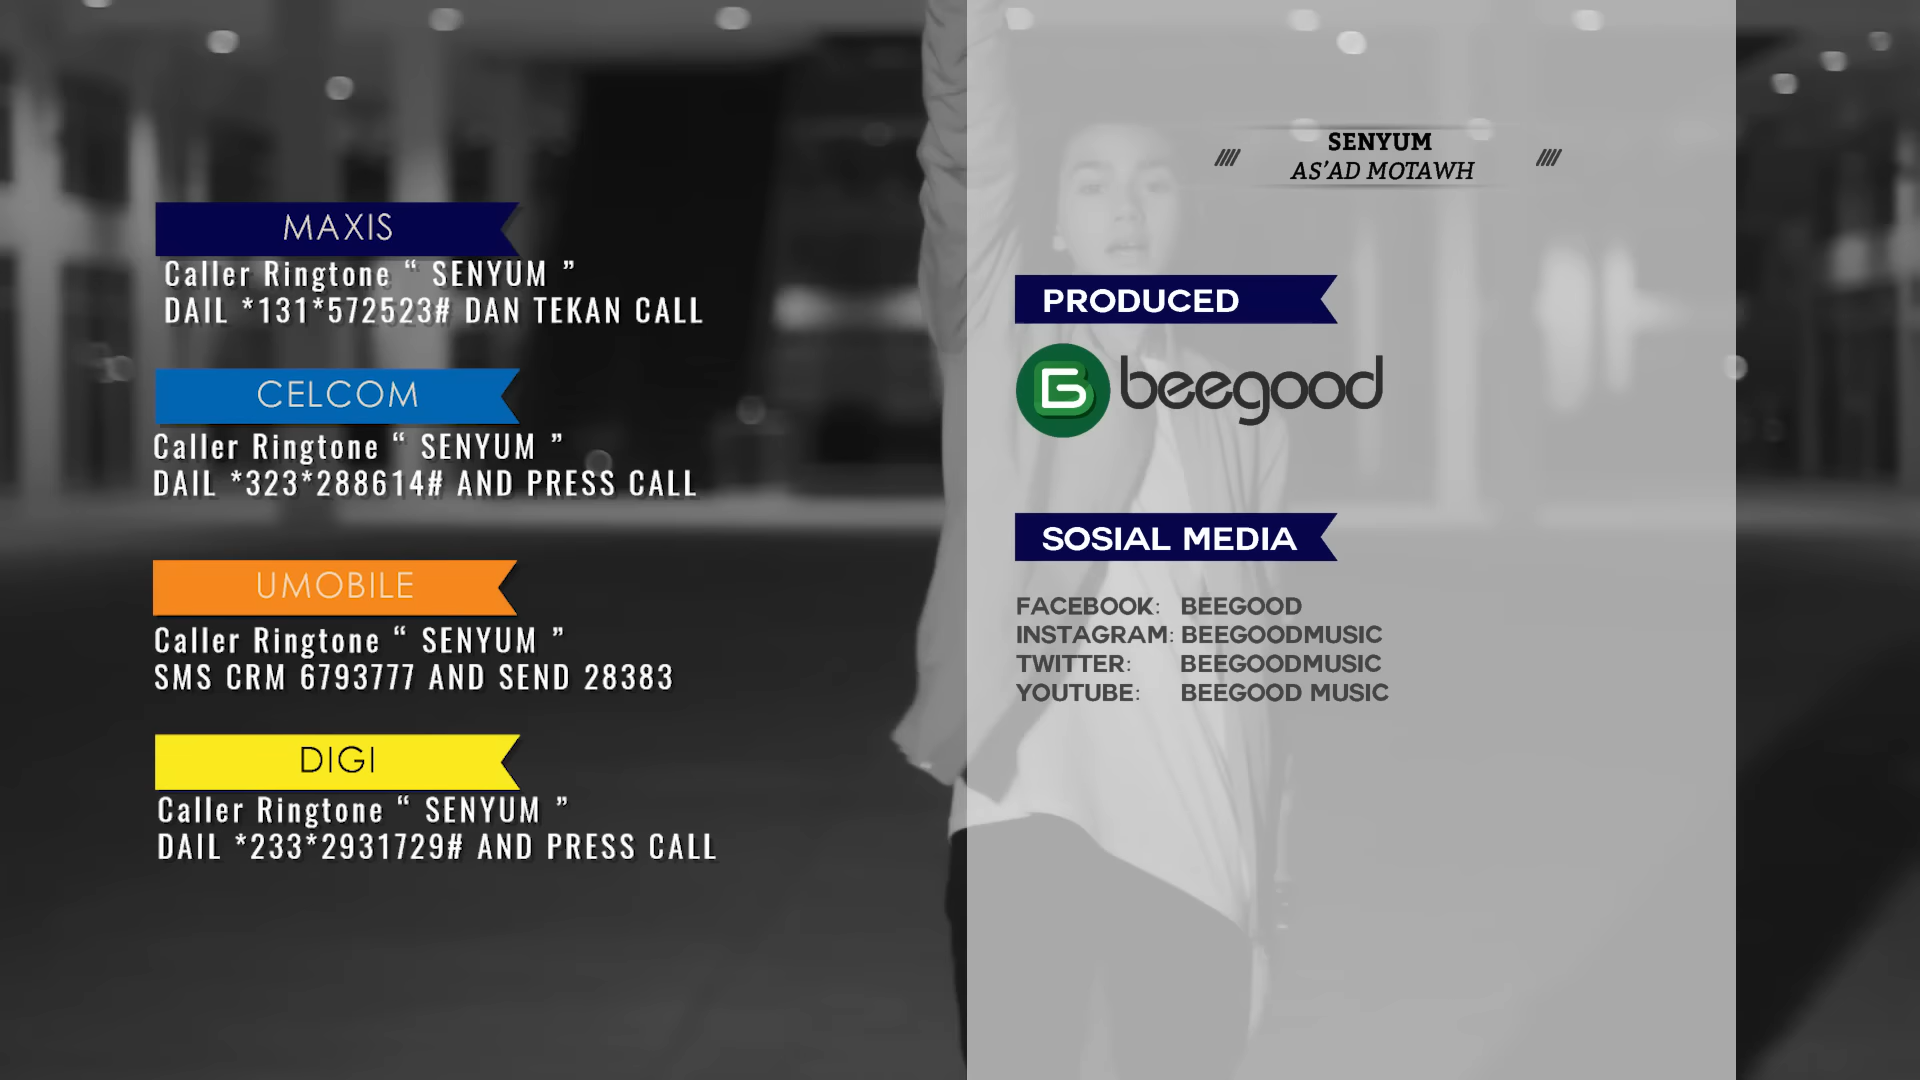 MAXIS
Caller Ringtone “ SENYUM ”
DAIL *131*572523# DAN TEKAN CALL
CELCOM
Caller Ringtone “ SENYUM ”
DAIL *323*288614# AND PRESS CALL
UMOBILE
Caller Ringtone “ SENYUM ”
SMS CRM 6793777 AND SEND 28383
DIGI
Caller Ringtone “ SENYUM ”
DAIL *233*2931729# AND PRESS CALL
SENYUM
AS’AD MOTAWH
PRODUCED
beegood
SOSIAL MEDIA
FACEBOOK: BEEGOOD
INSTAGRAM: BEEGOODMUSIC
TWITTER: BEEGOODMUSIC
YOUTUBE: BEEGOOD MUSIC